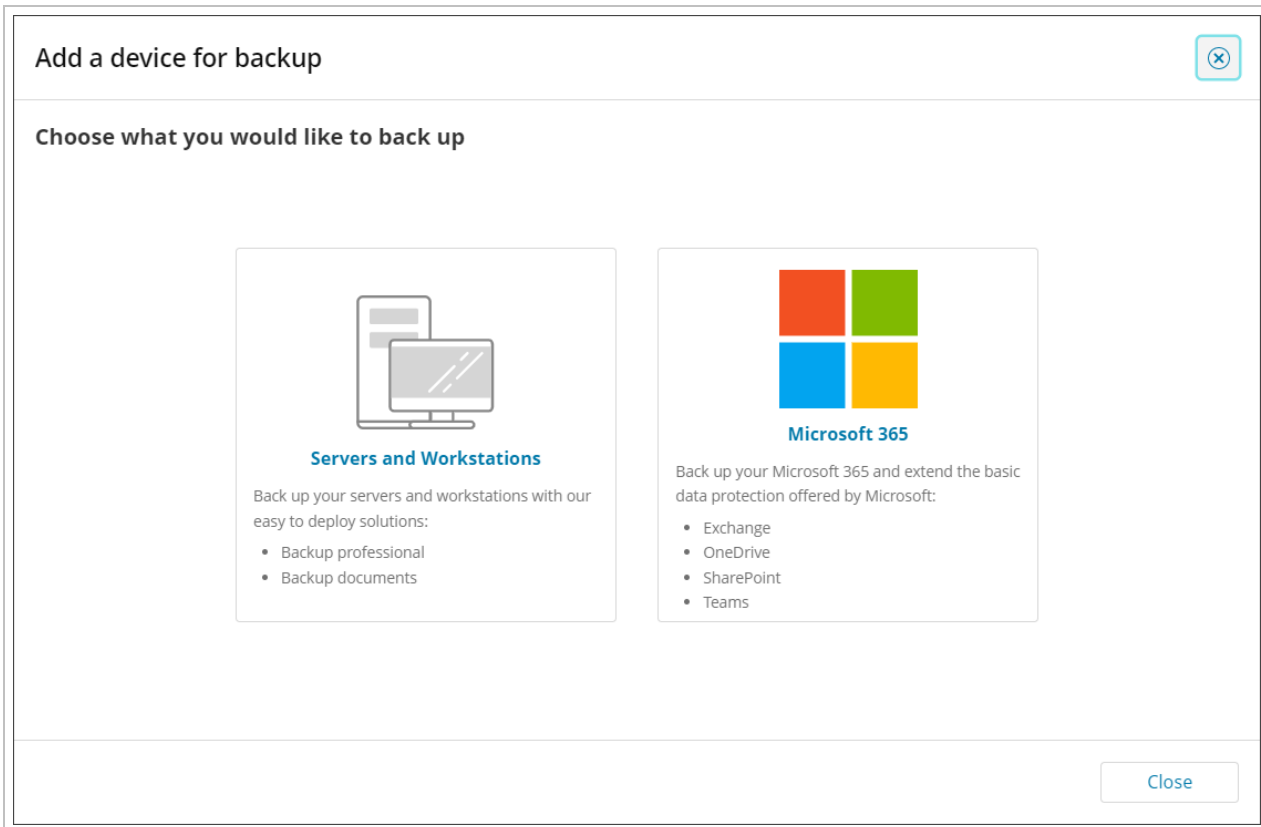 Add a device for backup
Choose what you would like to back up
Servers and Workstations
Back up your servers and workstations with our
easy to deploy solutions:
• Backup professional
• Backup documents
Microsoft 365
Back up your Microsoft 365 and extend the basic
data protection offered by Microsoft:
• Exchange
• OneDrive
• SharePoint
• Teams
Close